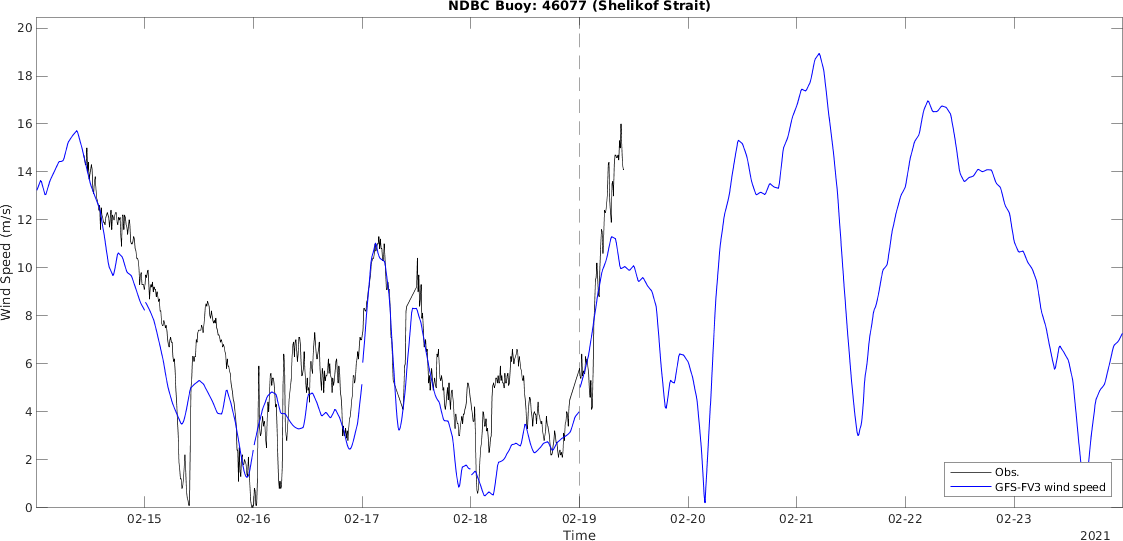 NDBC Buoy: 46077 (Shelikof Strait)
20
18
16
14
12
10
8
6
4
2
0
Wind Speed (m/s)
02-15 02-16 02-17 02-18 02-19 02-20 02-21 02-22 02-23
Time
2021
Obs.
GFS-FV3 wind speed